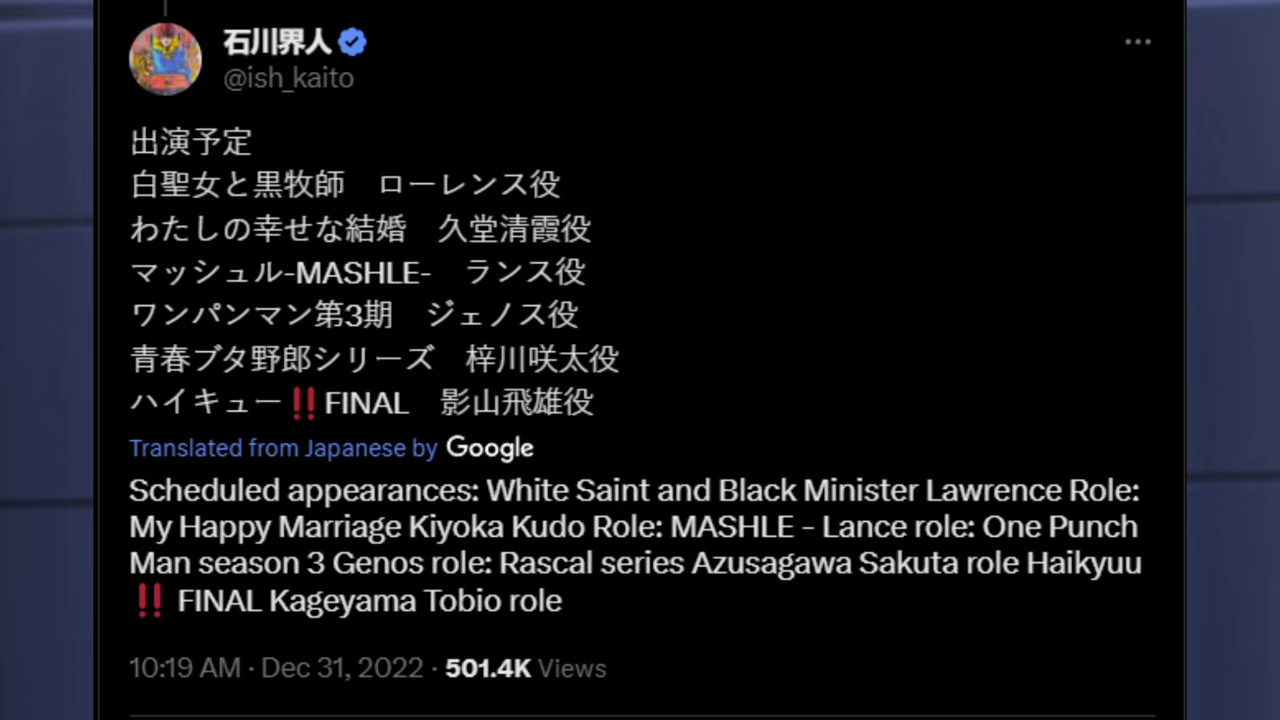 石川界人
@ish_kaito
出演予定
白聖女と黒牧師　ローレンス役
わたしの幸せな結婚　久堂清霞役
マッシュル-MASHLE-　ランス役
ワンパンマン第3期　ジェノス役
青春ブタ野郎シリーズ　梓川咲太役
ハイキュー‼️FINAL　影山飛雄役
Translated from Japanese by Google
Scheduled appearances: White Saint and Black Minister Lawrence Role:
My Happy Marriage Kiyoka Kudo Role: MASHLE - Lance role: One Punch
Man season 3 Genos role: Rascal series Azusagawa Sakuta role Haikyuu
‼️ FINAL Kageyama Tobio role
10:19 AM · Dec 31, 2022 · 501.4K Views